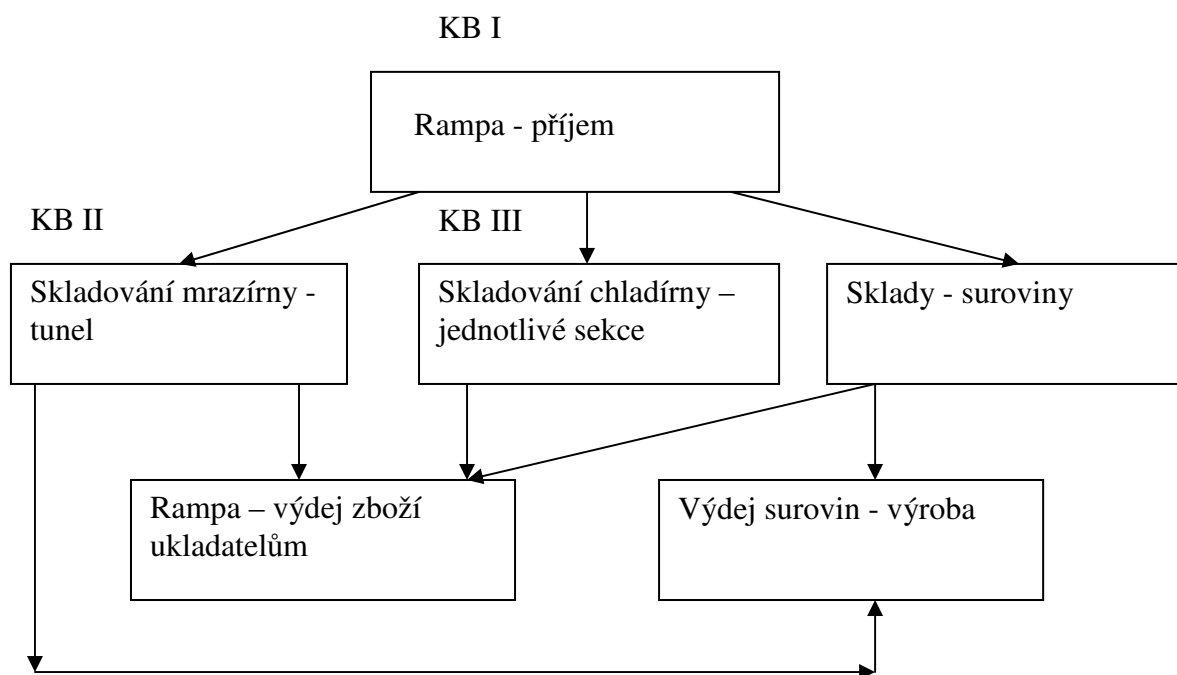 KB I
Rampa - příjem
KB II
KB III
Skladování mrazírny -
tunel
Skladování chladírny –
jednotlivé sekce
Sklady - suroviny
Rampa – výdej zboží
ukladatelům
Výdej surovin - výroba